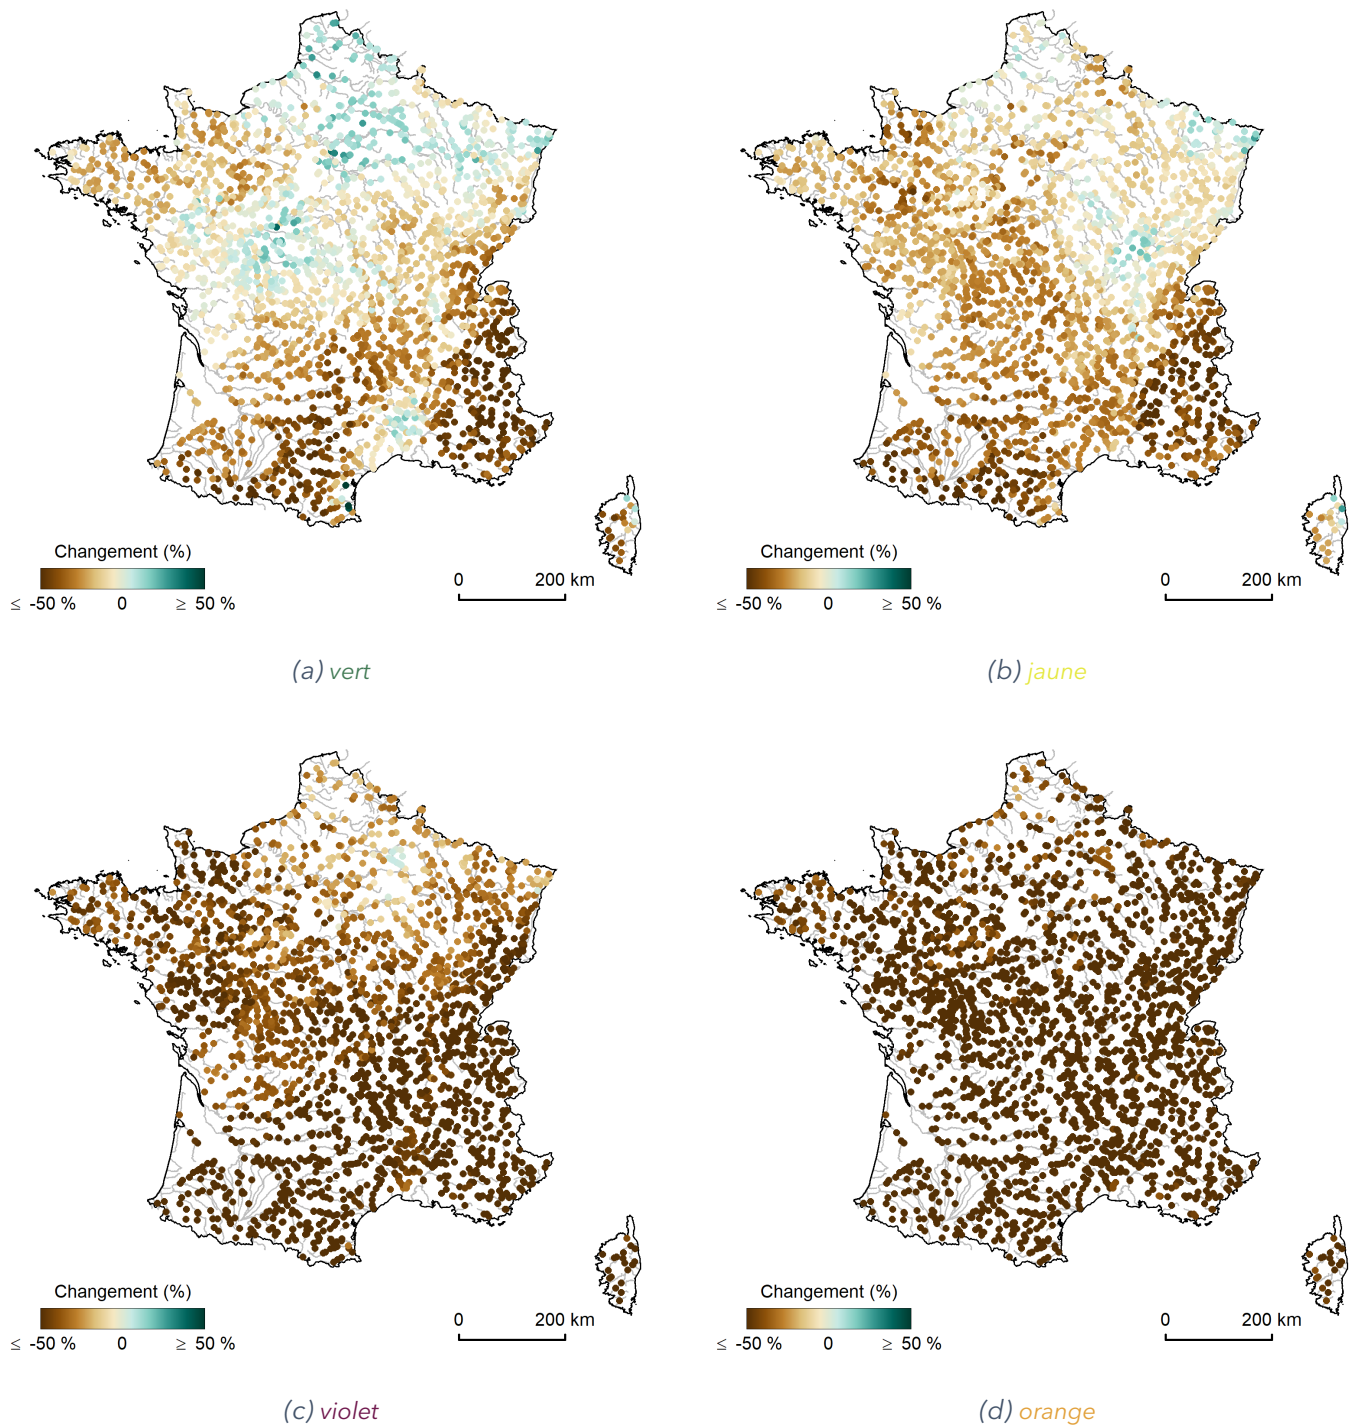 Changement (%)
≤ -50 % 0 ≥ 50 %
0 200 km
(a) vert
Changement (%)
≤ -50 % 0 ≥ 50 %
0 200 km
(b) jaune
Changement (%)
≤ -50 % 0 ≥ 50 %
0 200 km
(c) violet
Changement (%)
≤ -50 % 0 ≥ 50 %
0 200 km
(d) orange